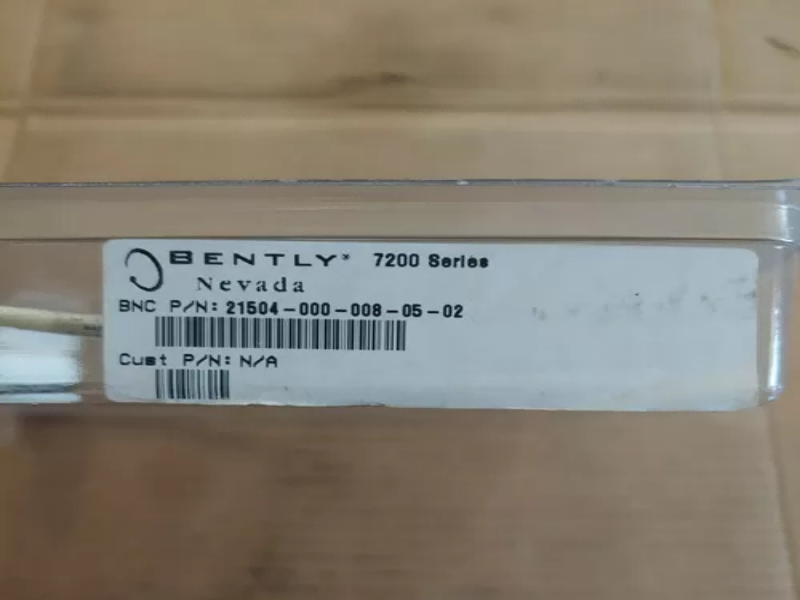 BENTLY* 7200 Series
Nevada
BNC P/N: 21504-000-008-05-02
Cust P/N: N/A